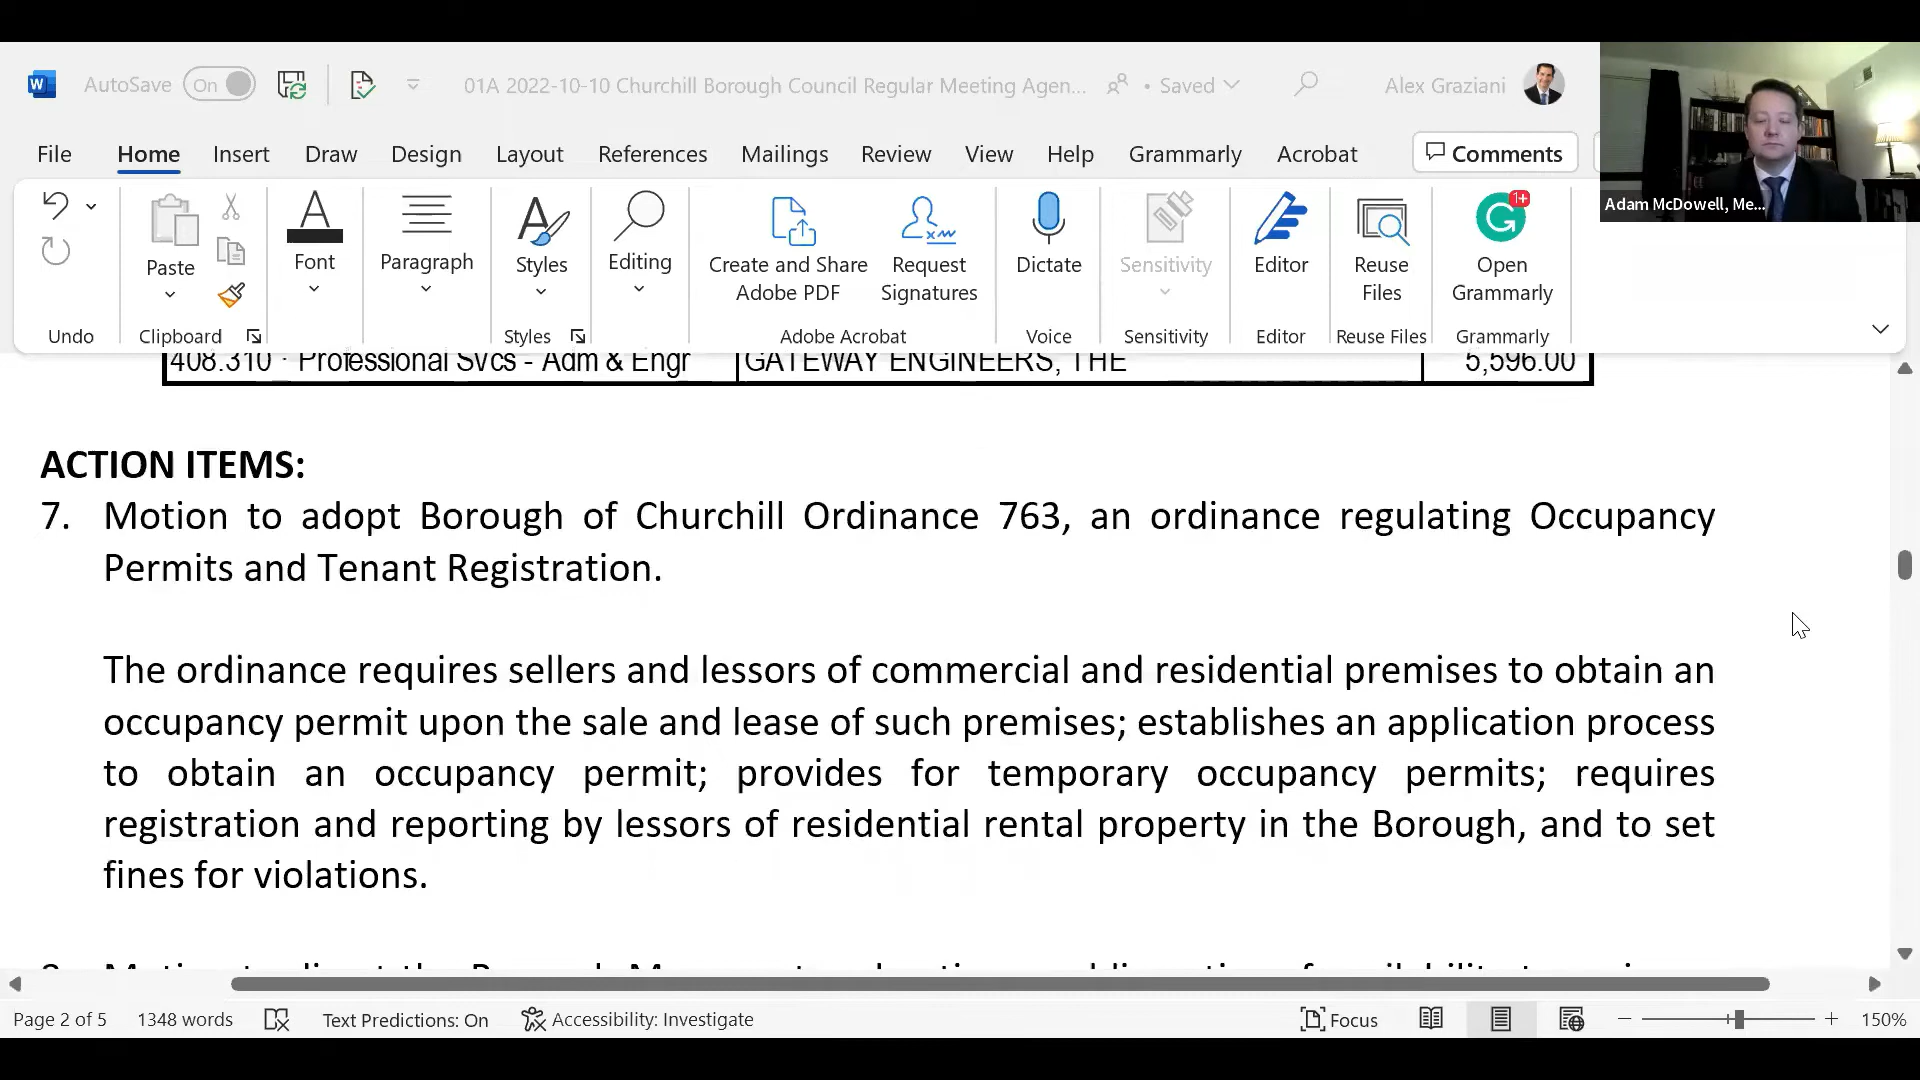 AutoSave On 01A 2022-10-10 Churchill Borough Council Regular Meeting Agen... • Saved Alex Graziani
File Home Insert Draw Design Layout References Mailings Review View Help Grammarly Acrobat Comments
Adam McDowell, Me...
Paste Font Paragraph Styles Editing Create and Share Adobe PDF Request Signatures Dictate Sensitivity Editor Reuse Files Open Grammarly
1+
Undo Clipboard Styles Adobe Acrobat Voice Sensitivity Editor Reuse Files Grammarly
408.310 · Professional Svcs - Adm & Engr GATEWAY ENGINEERS, THE 5,596.00
ACTION ITEMS:
7. Motion to adopt Borough of Churchill Ordinance 763, an ordinance regulating Occupancy
Permits and Tenant Registration.
The ordinance requires sellers and lessors of commercial and residential premises to obtain an
occupancy permit upon the sale and lease of such premises; establishes an application process
to obtain an occupancy permit; provides for temporary occupancy permits; requires
registration and reporting by lessors of residential rental property in the Borough, and to set
fines for violations.
Page 2 of 5 1348 words Text Predictions: On Accessibility: Investigate Focus 150%